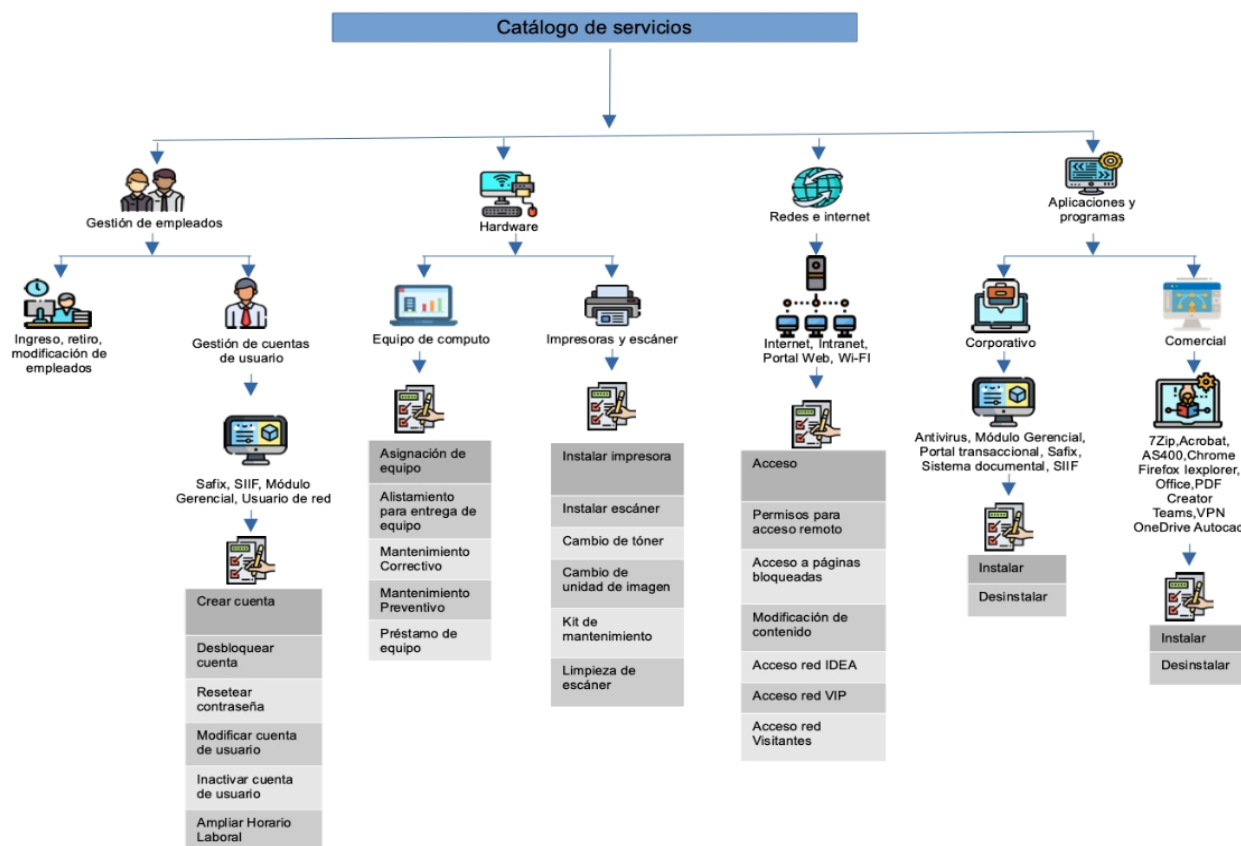 Catálogo de servicios
Gestión de empleados
Hardware
Redes e internet
Aplicaciones y
programas
Ingreso, retiro,
modificación de
empleados
Gestión de cuentas
de usuario
Safix, SIIF, Módulo
Gerencial, Usuario de red
Crear cuenta
Desbloquear
cuenta
Resetear
contraseña
Modificar cuenta
de usuario
Inactivar cuenta
de usuario
Ampliar Horario
Laboral
Equipo de computo
Asignación de
equipo
Alistamiento
para entrega de
equipo
Mantenimiento
Correctivo
Mantenimiento
Preventivo
Préstamo de
equipo
Impresoras y escáner
Instalar impresora
Instalar escáner
Cambio de tóner
Cambio de
unidad de imagen
Kit de
mantenimiento
Limpieza de
escáner
Internet, Intranet,
Portal Web, Wi-FI
Acceso
Permisos para
acceso remoto
Acceso a páginas
bloqueadas
Modificación de
contenido
Acceso red IDEA
Acceso red VIP
Acceso red
Visitantes
Corporativo
Antivirus, Módulo Gerencial,
Portal transaccional, Safix,
Sistema documental, SIIF
Instalar
Desinstalar
Comercial
7Zip,Acrobat,
AS400,Chrome
Firefox Iexplorer,
Office,PDF
Creator
Teams,VPN
OneDrive Autocad
Instalar
Desinstalar